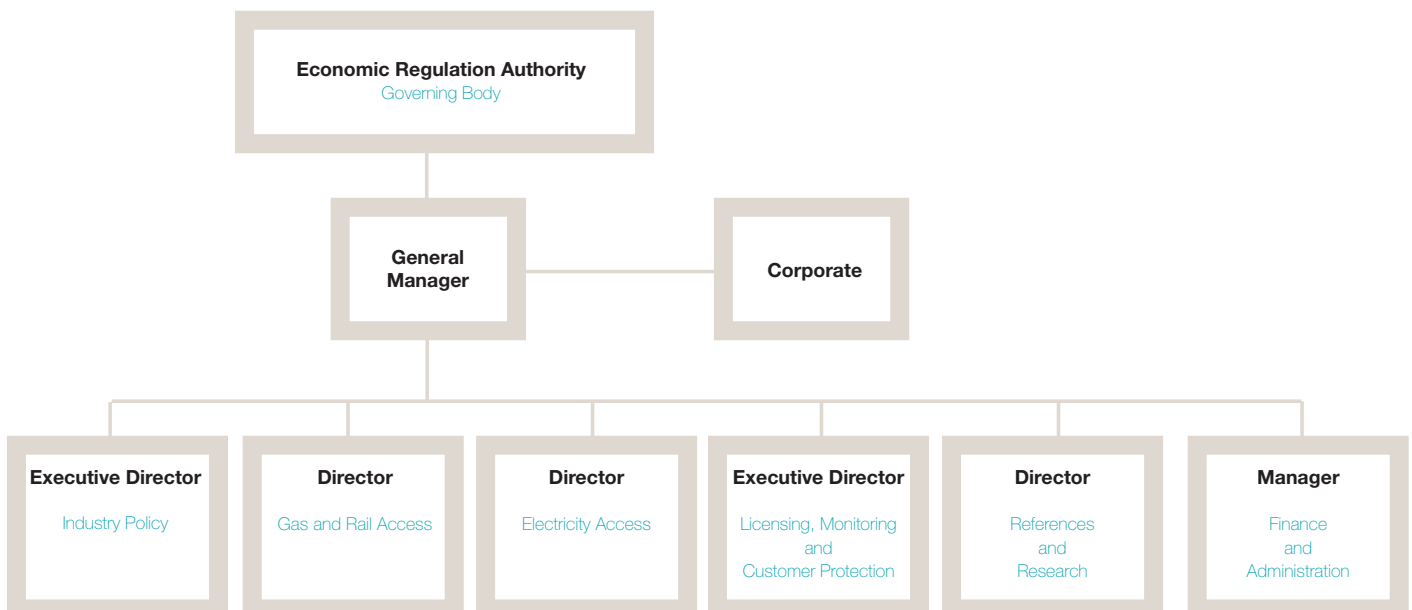 Economic Regulation Authority
Governing Body
General
Manager
Corporate
Executive Director
Industry Policy
Director
Gas and Rail Access
Director
Electricity Access
Executive Director
Licensing, Monitoring
and
Customer Protection
Director
References
and
Research
Manager
Finance
and
Administration